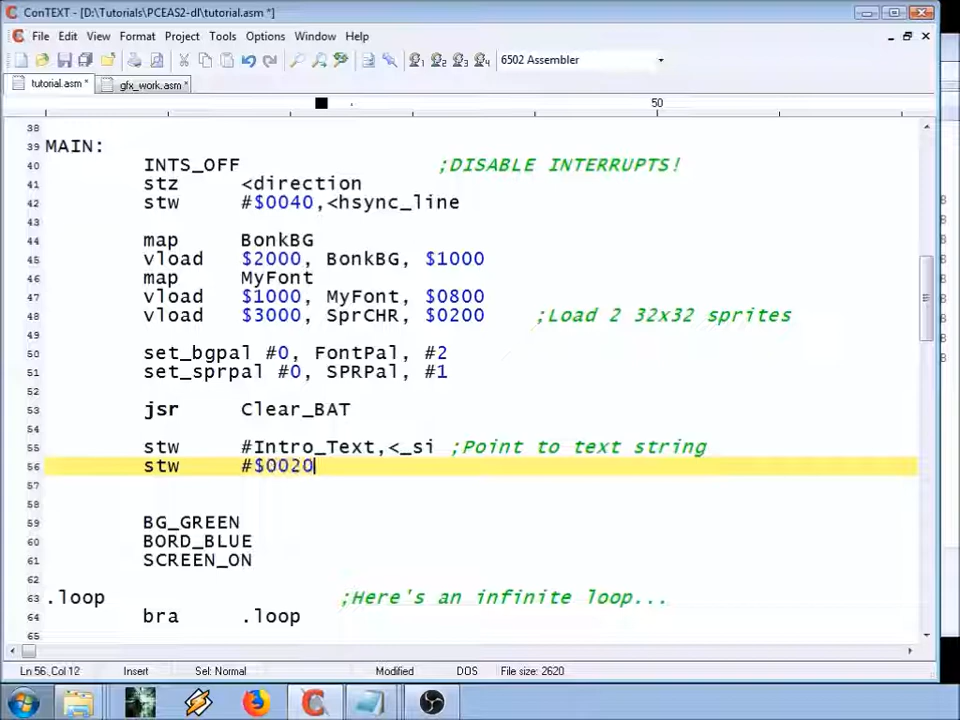 ConTEXT - [D:\Tutorials\PCEAS2-dl\tutorial.asm *]
File Edit View Format Project Tools Options Window Help
6502 Assembler
tutorial.asm * gfx_work.asm *
50
38
39 MAIN:
40 INTS_OFF ;DISABLE INTERRUPTS!
41 stz <direction
42 stw #$0040,<hsync_line
43
44 map BonkBG
45 vload $2000, BonkBG, $1000
46 map MyFont
47 vload $1000, MyFont, $0800
48 vload $3000, SprCHR, $0200 ;Load 2 32x32 sprites
49
50 set_bgpal #0, FontPal, #2
51 set_sprpal #0, SPRPal, #1
52
53 jsr Clear_BAT
54
55 stw #Intro_Text,<_si ;Point to text string
56 stw #$0020
57
58
59 BG_GREEN
60 BORD_BLUE
61 SCREEN_ON
62
63 .loop ;Here's an infinite loop...
64 bra .loop
65
Ln 56, Col 12 Insert Sel: Normal Modified DOS File size: 2620